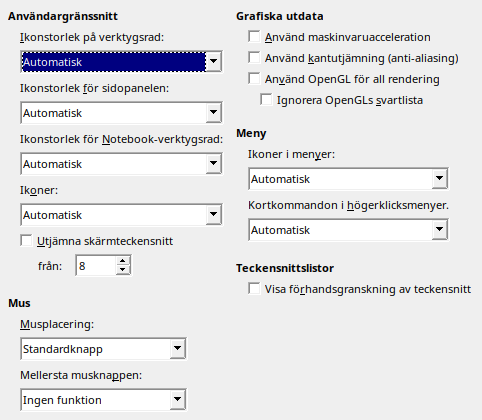 Användargränssnitt
Ikonstorlek på verktygsrad:
Automatisk
Ikonstorlek för sidopanelen:
Automatisk
Ikonstorlek för Notebook-verktygsrad:
Automatisk
Ikoner:
Automatisk
Utjämna skärmteckensnitt
från:
8
Mus
Musplacering:
Standardknapp
Mellersta musknappen:
Ingen funktion
Grafiska utdata
Använd maskinvaruacceleration
Använd kantutjämning (anti-aliasing)
Använd OpenGL för all rendering
Ignorera OpenGLs svartlista
Meny
Ikoner i menyer:
Automatisk
Kortkommandon i högerklicksmenyer.
Automatisk
Teckensnittslistor
Visa förhandsgranskning av teckensnitt